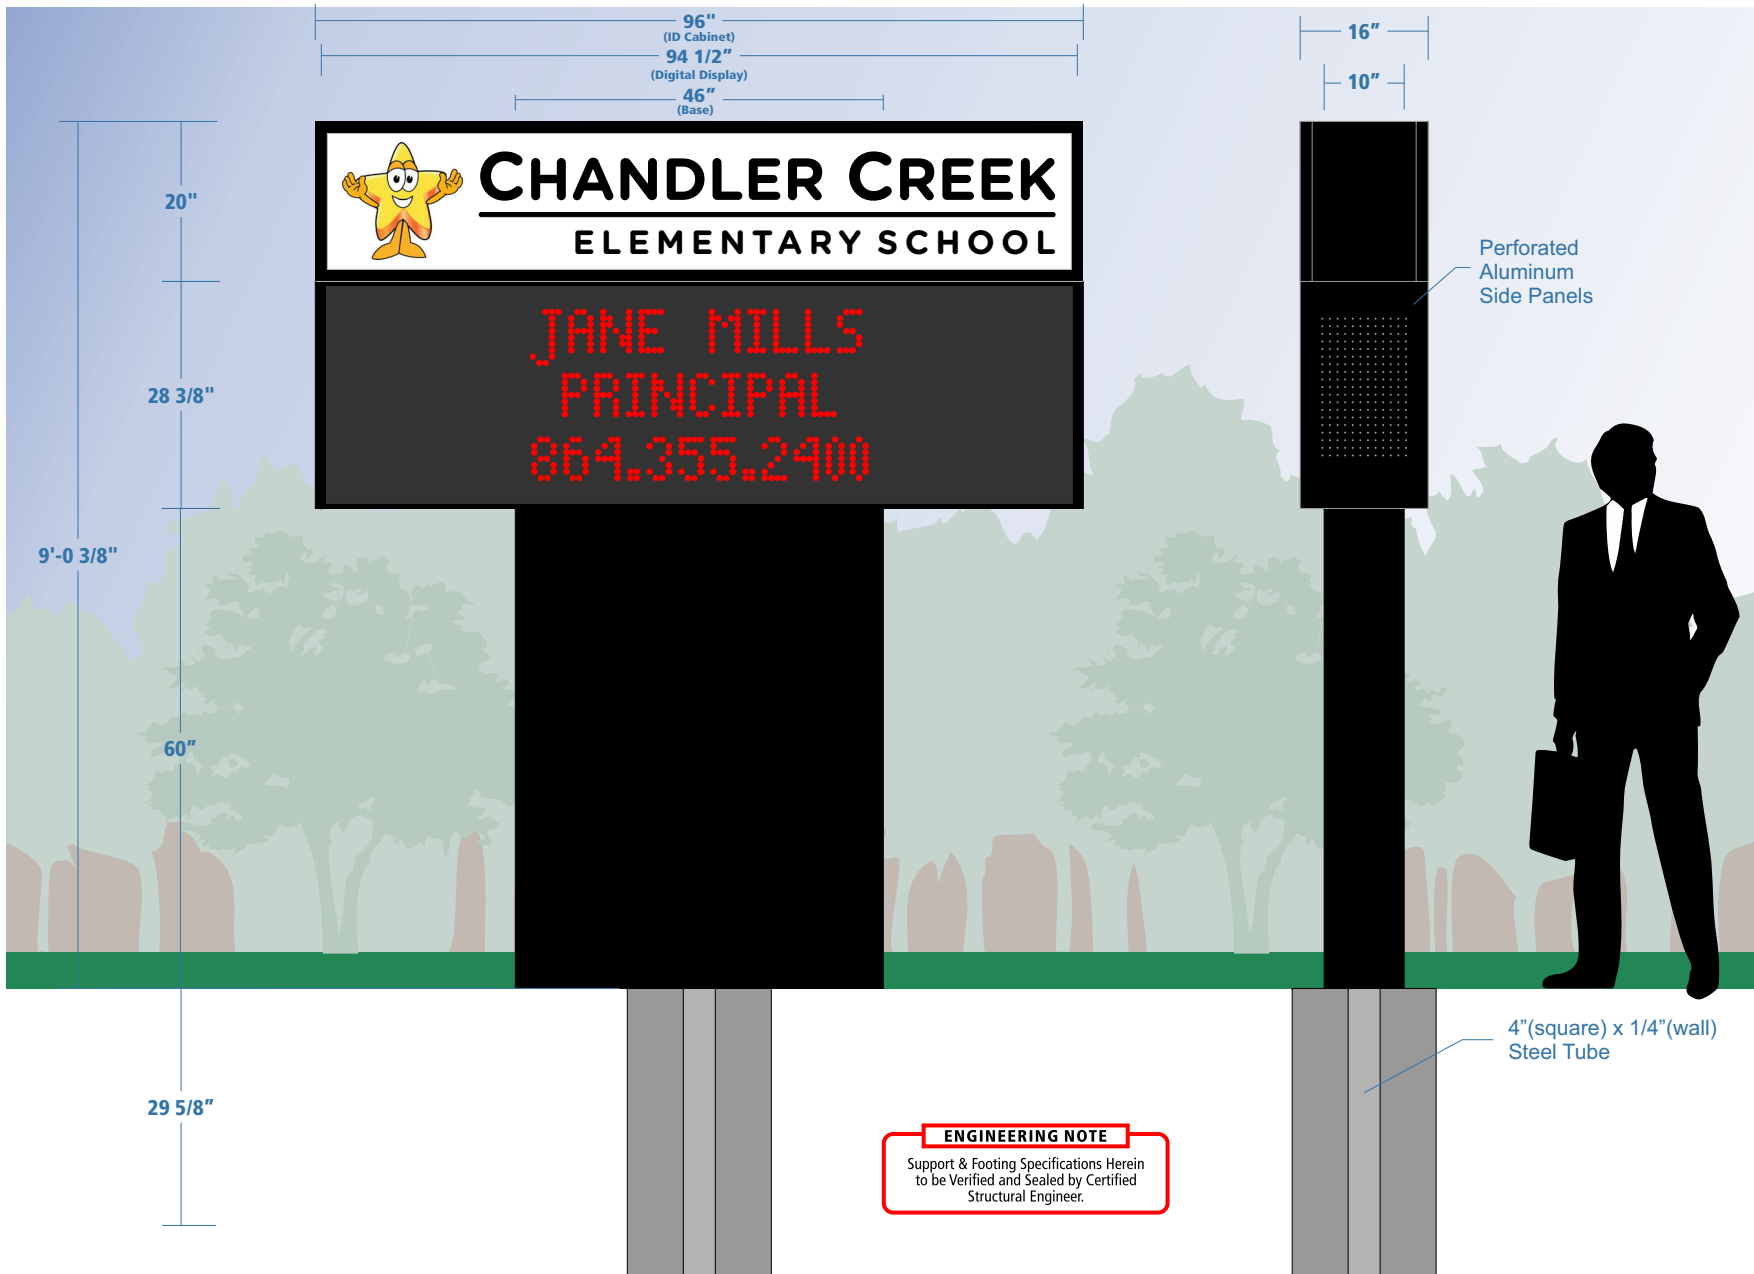 96"
(ID Cabinet)
94 1/2”
(Digital Display)
46”
(Base)
16”
10”
CHANDLER CREEK
ELEMENTARY SCHOOL
20"
JANE MILLS
PRINCIPAL
864.355.2400
28 3/8"
9'-0 3/8"
60”
29 5/8”
Perforated
Aluminum
Side Panels
4”(square) x 1/4”(wall)
Steel Tube
ENGINEERING NOTE
Support & Footing Specifications Herein
to be Verified and Sealed by Certified
Structural Engineer.